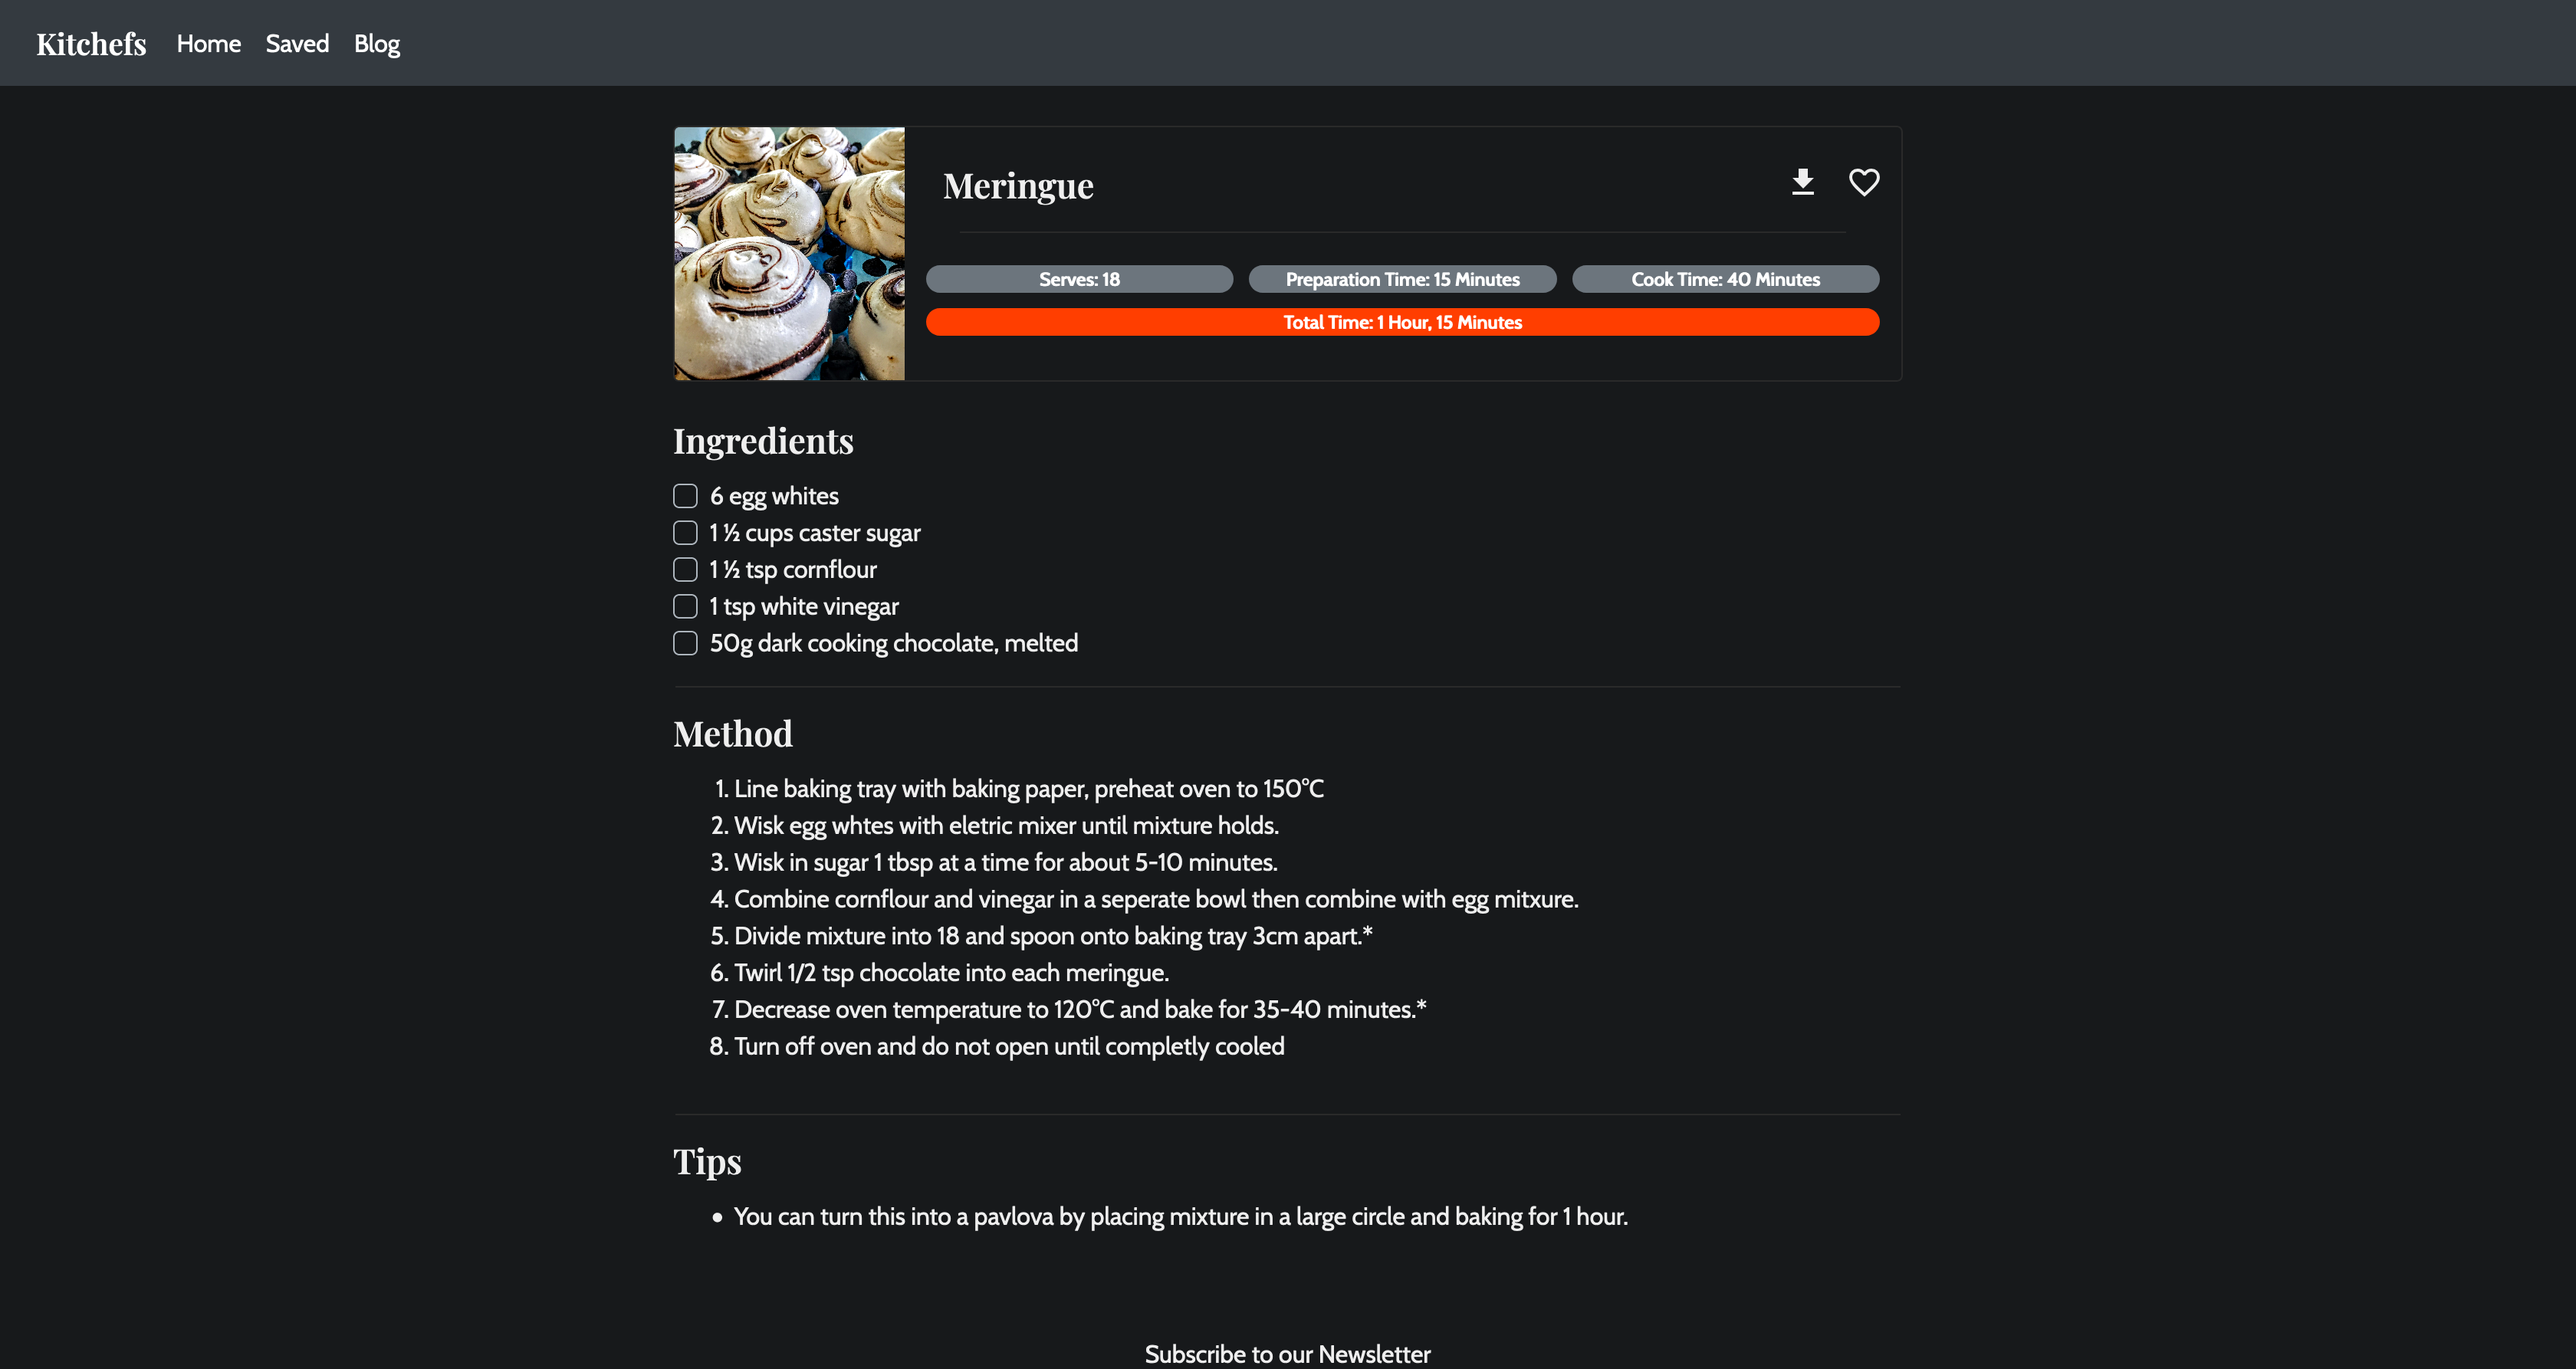 Kitchefs Home Saved Blog
Meringue
Serves: 18 Preparation Time: 15 Minutes Cook Time: 40 Minutes
Total Time: 1 Hour, 15 Minutes
Ingredients
6 egg whites
1 ½ cups caster sugar
1 ½ tsp cornflour
1 tsp white vinegar
50g dark cooking chocolate, melted
Method
1. Line baking tray with baking paper, preheat oven to 150°C
2. Wisk egg whtes with eletric mixer until mixture holds.
3. Wisk in sugar 1 tbsp at a time for about 5-10 minutes.
4. Combine cornflour and vinegar in a seperate bowl then combine with egg mitxure.
5. Divide mixture into 18 and spoon onto baking tray 3cm apart.*
6. Twirl 1/2 tsp chocolate into each meringue.
7. Decrease oven temperature to 120°C and bake for 35-40 minutes.*
8. Turn off oven and do not open until completly cooled
Tips
• You can turn this into a pavlova by placing mixture in a large circle and baking for 1 hour.
Subscribe to our Newsletter